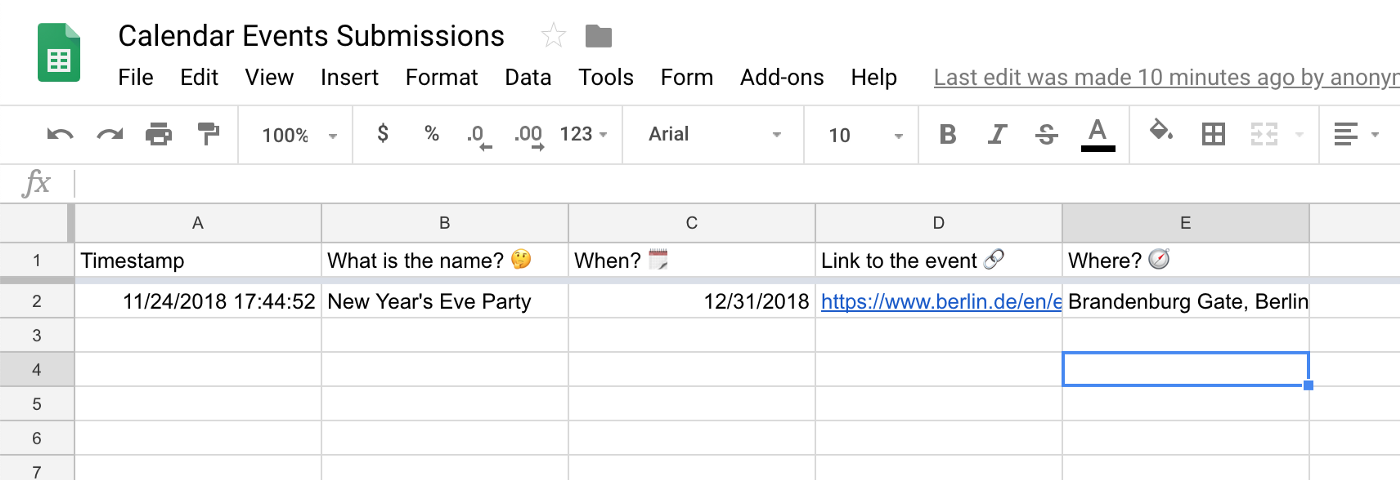 Calendar Events Submissions
File Edit View Insert Format Data Tools Form Add-ons Help Last edit was made 10 minutes ago by
100% $ % .0 .00 123 Arial 10 B I S A
fx
A B C D E
1 Timestamp What is the name? 🤔 When? 🗓 Link to the event 🔗 Where? 🧭
2 11/24/2018 17:44:52 New Year's Eve Party 12/31/2018 https://www.berlin.de/en/e Brandenburg Gate, Berlin
3
4
5
6
7